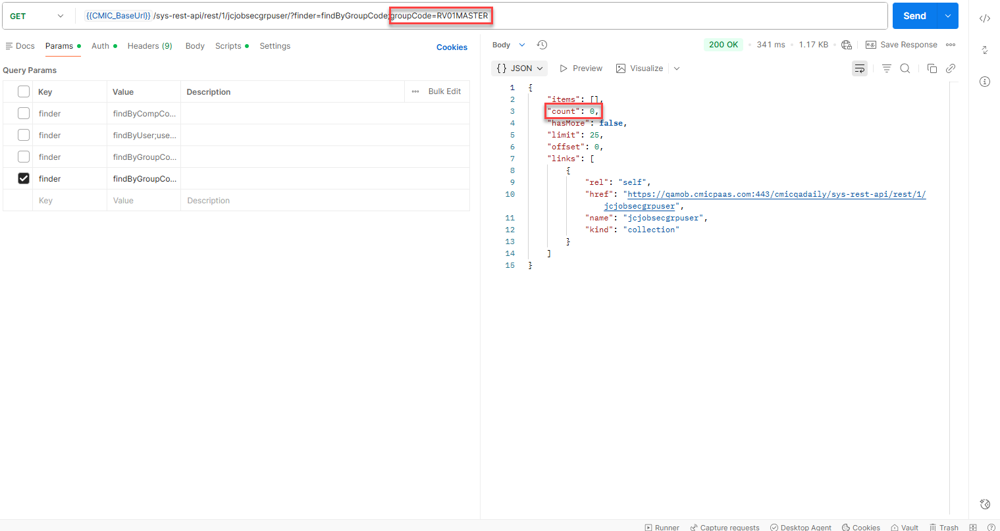 GET {{CMIC_BaseUrl}} /sys-rest-api/rest/1/jcjobsecgrpuser/?finder=findByGroupCode;groupCode=RV01MASTER Send
Docs Params Auth Headers (9) Body Scripts Settings Cookies
Query Params
Key Value Description Bulk Edit
finder findByCompCo...
finder findByUser;use...
finder findByGroupCo...
finder findByGroupCo...
Key Value Description
Body 200 OK 341 ms 1.17 KB e.g. Save Response
{} JSON Preview Visualize
1 {
2 "items": [],
3 "count": 0,
4 "hasMore": false,
5 "limit": 25,
6 "offset": 0,
7 "links": [
8 {
9 "rel": "self",
10 "href": "https://qamob.cmicpaas.com:443/cmicqadaily/sys-rest-api/rest/1/
jcjobsecgrpuser",
11 "name": "jcjobsecgrpuser",
12 "kind": "collection"
13 }
14 ]
15 }
Runner Capture requests Desktop Agent Cookies Vault Trash